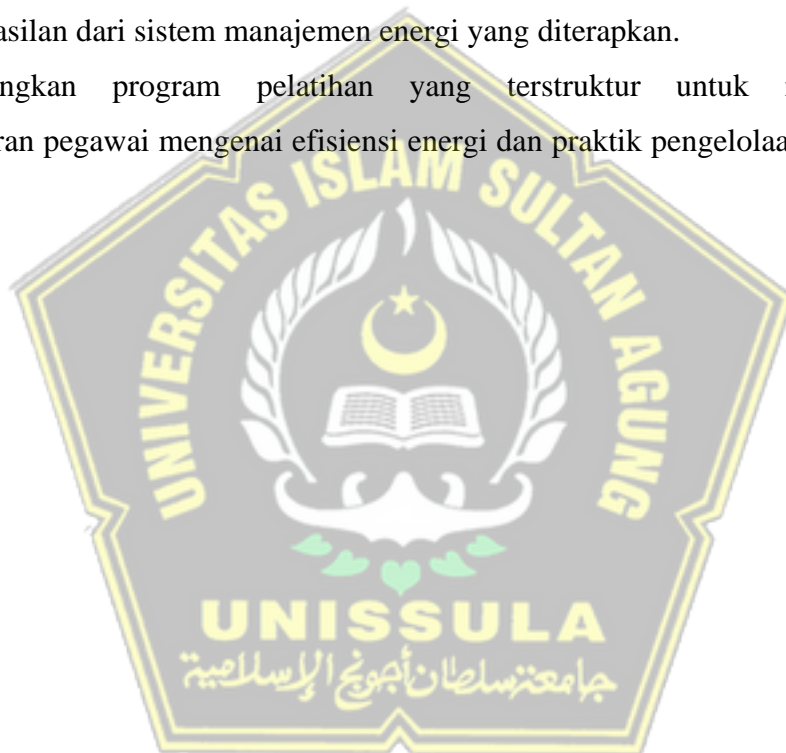 asilan dari sistem manajemen energi yang diterapkan.
ngkan program pelatihan yang terstruktur untuk
ran pegawai mengenai efisiensi energi dan praktik pengelolaa
UNIVERSITAS ISLAM SULTAN AGUNG
UNISSULA
جامعة سلطان أجونج الإسلامية